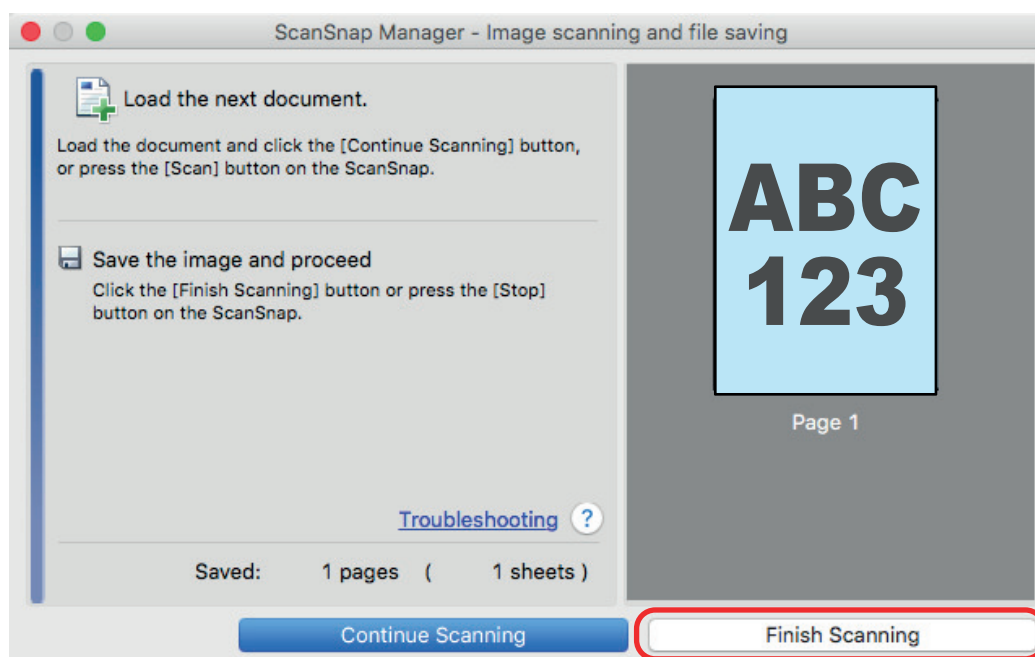 ScanSnap Manager - Image scanning and file saving
Load the next document.
Load the document and click the [Continue Scanning] button,
or press the [Scan] button on the ScanSnap.
Save the image and proceed
Click the [Finish Scanning] button or press the [Stop]
button on the ScanSnap.
Troubleshooting ?
Saved: 1 pages ( 1 sheets )
ABC
123
Page 1
Continue Scanning
Finish Scanning